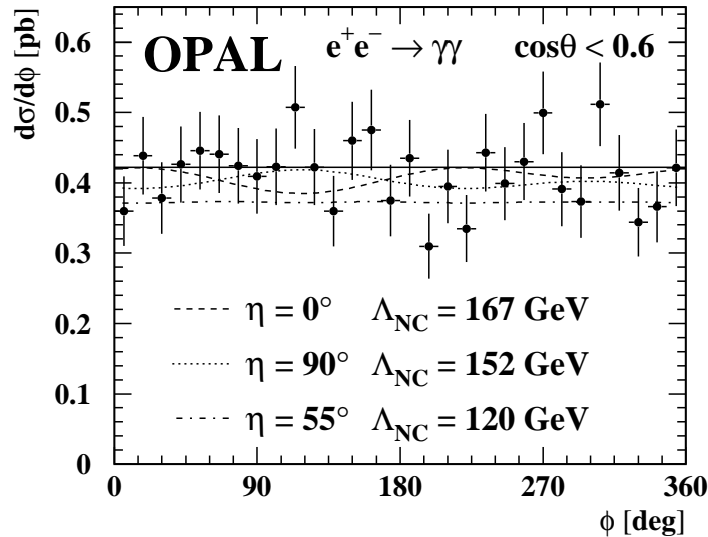 dσ/dϕ [pb]
0.6
0.5
0.4
0.3
0.2
0.1
0
OPAL e⁺e⁻ → γγ cosθ < 0.6
η = 0° Λ_NC = 167 GeV
η = 90° Λ_NC = 152 GeV
η = 55° Λ_NC = 120 GeV
0 90 180 270 360
ϕ [deg]